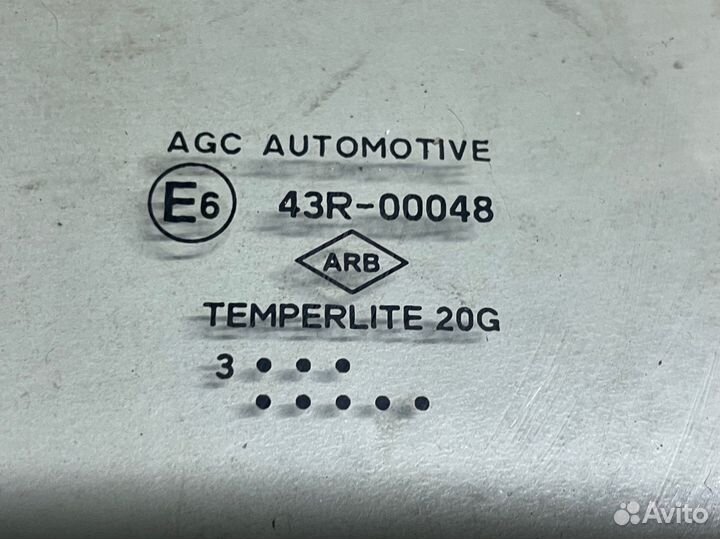 AGC AUTOMOTIVE
E6 43R-00048
ARB
TEMPERLITE 20G
3 • • •
• • • • •
Avito